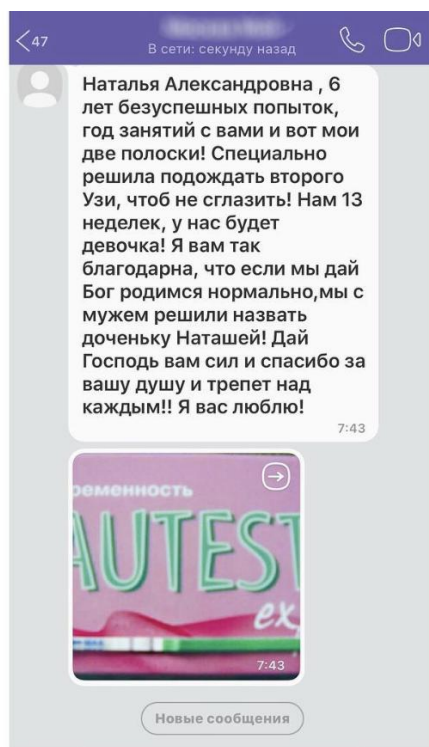 47
В сети: секунду назад
Наталья Александровна , 6
лет безуспешных попыток,
год занятий с вами и вот мои
две полоски! Специально
решила подождать второго
Узи, чтоб не сглазить! Нам 13
неделек, у нас будет
девочка! Я вам так
благодарна, что если мы дай
Бог родимся нормально,мы с
мужем решили назвать
доченьку Наташей! Дай
Господь вам сил и спасибо за
вашу душу и трепет над
каждым!! Я вас люблю!
7:43
ременность
AUTEST
ex
7:43
Новые сообщения